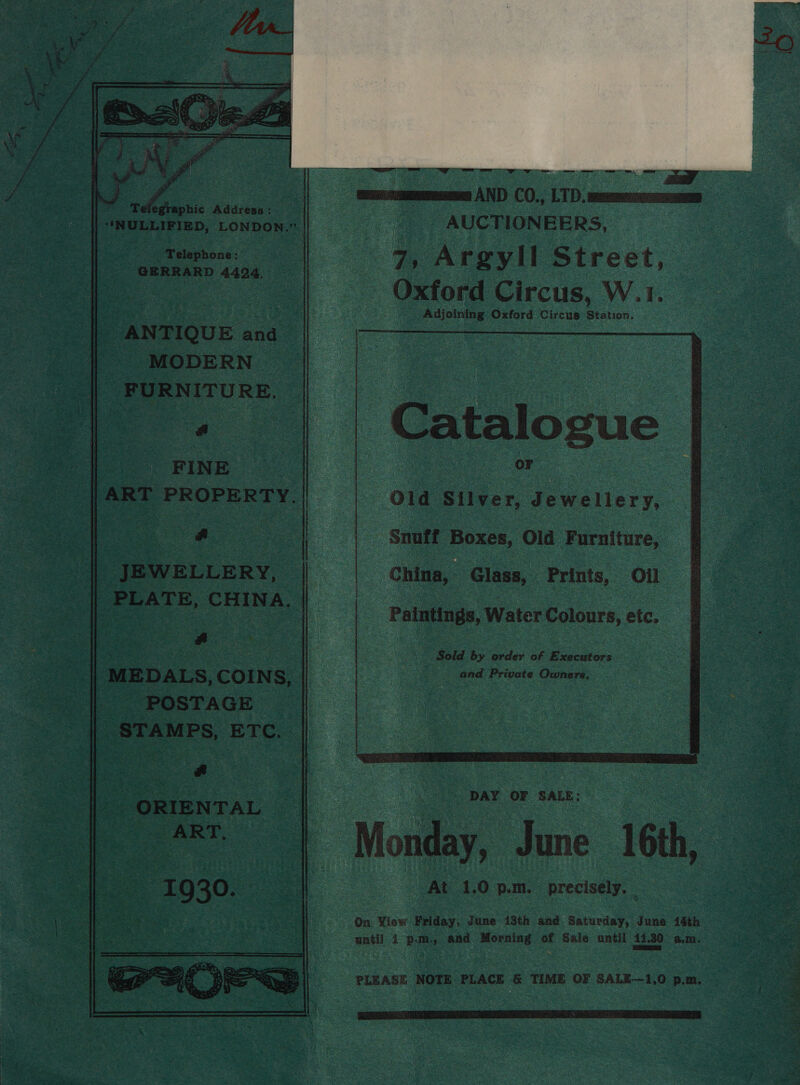 30
Telegraphic Address:
"NULLIFIED, LONDON."
Telephone:
GERRARD 4424.
ANTIQUE and
MODERN
FURNITURE.
FINE
ART PROPERTY.
JEWELLERY,
PLATE, CHINA.
MEDALS, COINS,
POSTAGE
STAMPS, ETC.
ORIENTAL
ART.
1930.
AND CO., LTD.
AUCTIONEERS,
7, Argyll Street,
Oxford Circus, W.1.
Adjoining Oxford Circus Station.
Catalogue
OF
Old Silver, Jewellery,
Snuff Boxes, Old Furniture,
China, Glass, Prints, Oil
Paintings, Water Colours, etc.
Sold by order of Executors
and Private Owners.
DAY OF SALE:
Monday, June 16th,
At 1.0 p.m. precisely.
On View Friday, June 13th and Saturday, June 14th
until 1 p.m., and Morning of Sale until 11.30 a.m.
PLEASE NOTE PLACE & TIME OF SALE—1.0 p.m.